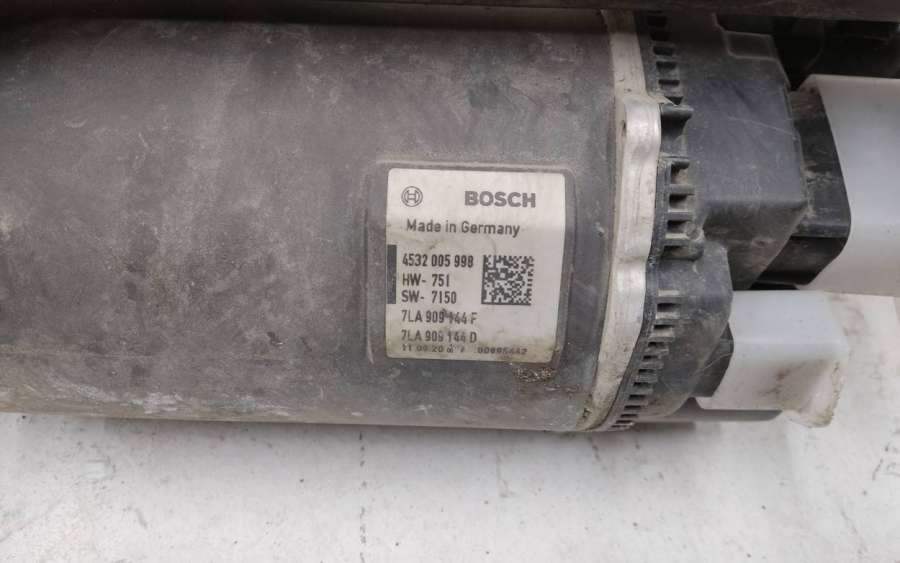 BOSCH
Made in Germany
4532 005 998
HW- 751
SW- 7150
7LA 909 144 F
7LA 909 144 D